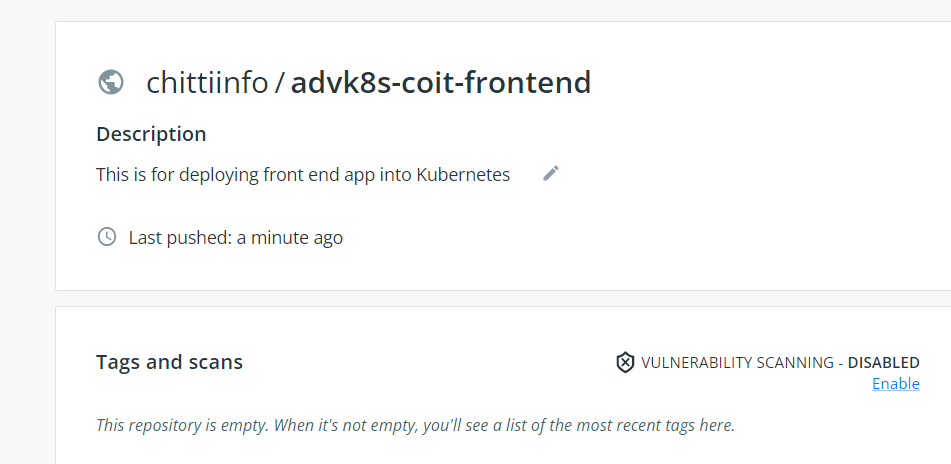 chittiinfo / advk8s-coit-frontend
Description
This is for deploying front end app into Kubernetes
Last pushed: a minute ago
Tags and scans
VULNERABILITY SCANNING - DISABLED
Enable
This repository is empty. When it's not empty, you'll see a list of the most recent tags here.